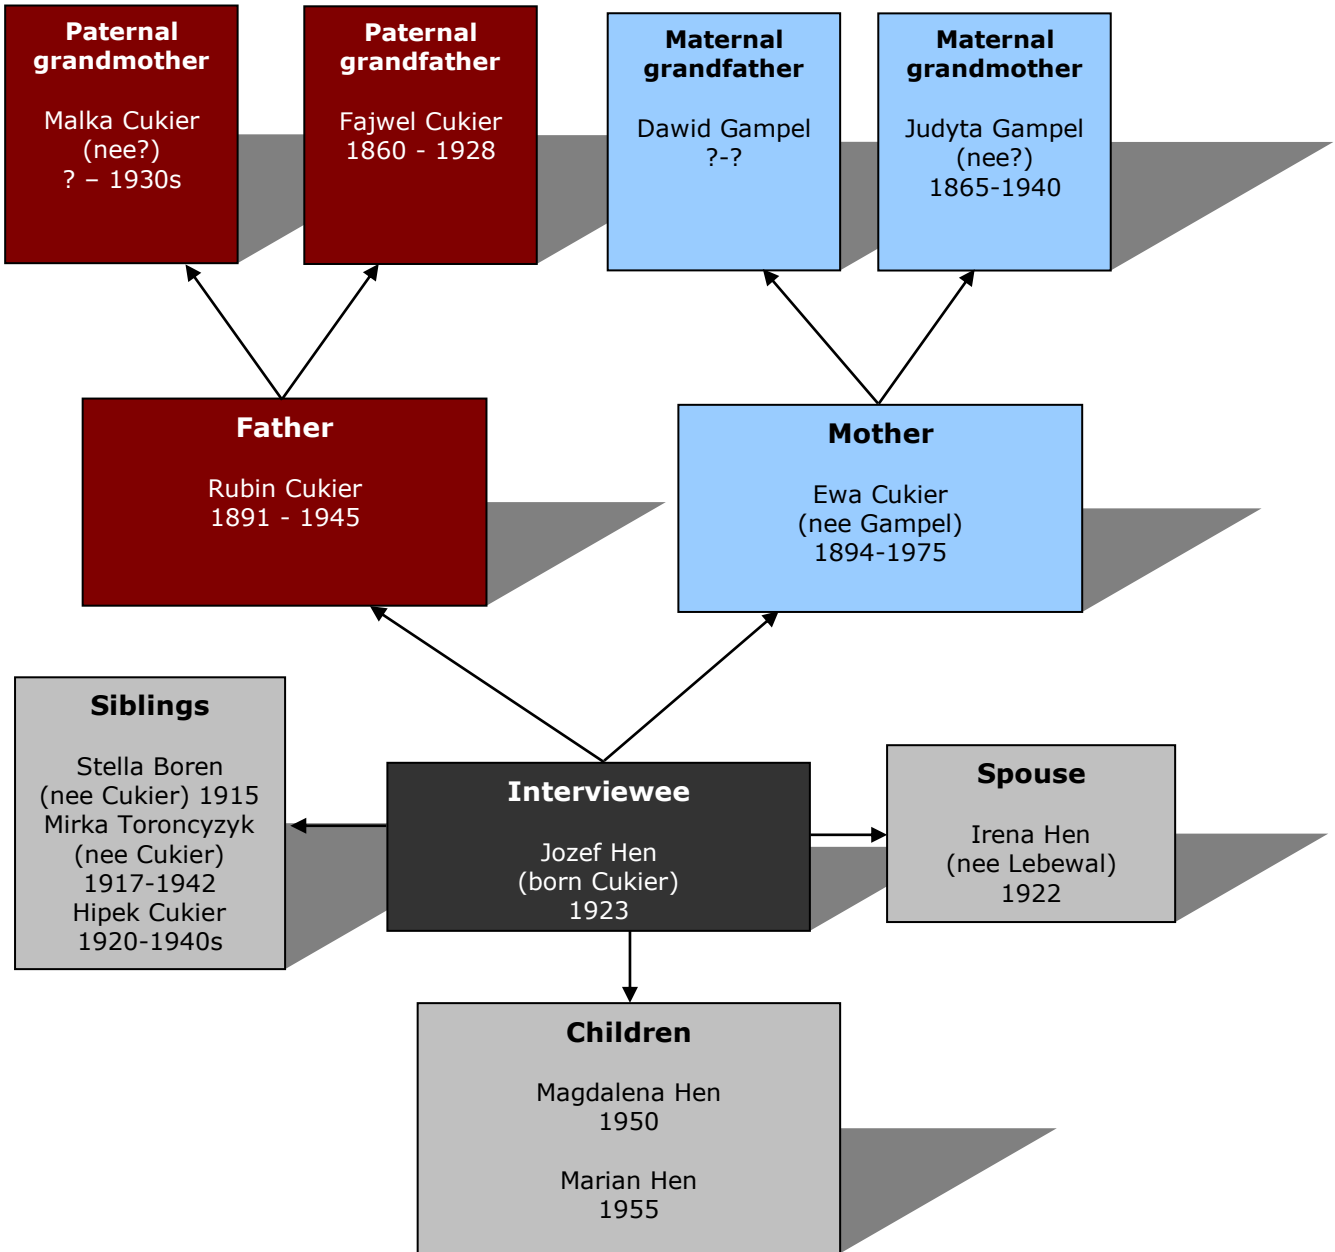 Paternal
grandmother
Malka Cukier
(nee?)
? – 1930s
Paternal
grandfather
Fajwel Cukier
1860 - 1928
Maternal
grandfather
Dawid Gampel
?-?
Maternal
grandmother
Judyta Gampel
(nee?)
1865-1940
Father
Rubin Cukier
1891 - 1945
Mother
Ewa Cukier
(nee Gampel)
1894-1975
Siblings
Stella Boren
(nee Cukier) 1915
Mirka Toroncyzyk
(nee Cukier)
1917-1942
Hipek Cukier
1920-1940s
Interviewee
Jozef Hen
(born Cukier)
1923
Spouse
Irena Hen
(nee Lebewal)
1922
Children
Magdalena Hen
1950
Marian Hen
1955